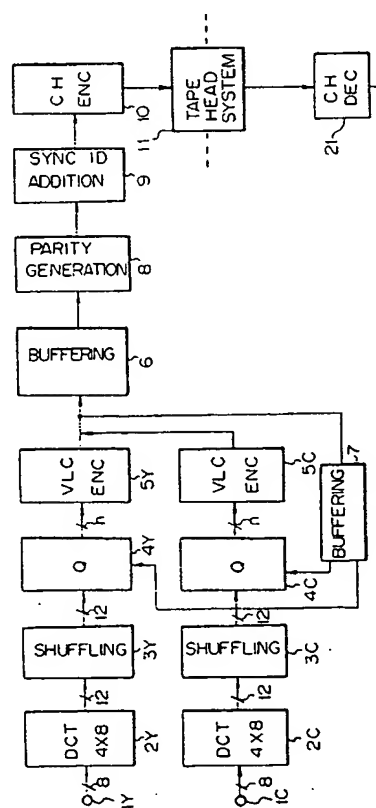 1Y
8
DCT
4X8
2Y
12
SHUFFLING
3Y
12
Q
4Y
n
VLC
ENC
5Y
1C
8
DCT
4X8
2C
12
SHUFFLING
3C
12
Q
4C
n
VLC
ENC
5C
BUFFERING
7
BUFFERING
6
PARITY
GENERATION
8
SYNC ID
ADDITION
9
CH
ENC
10
TAPE
HEAD
SYSTEM
11
CH
DEC
21